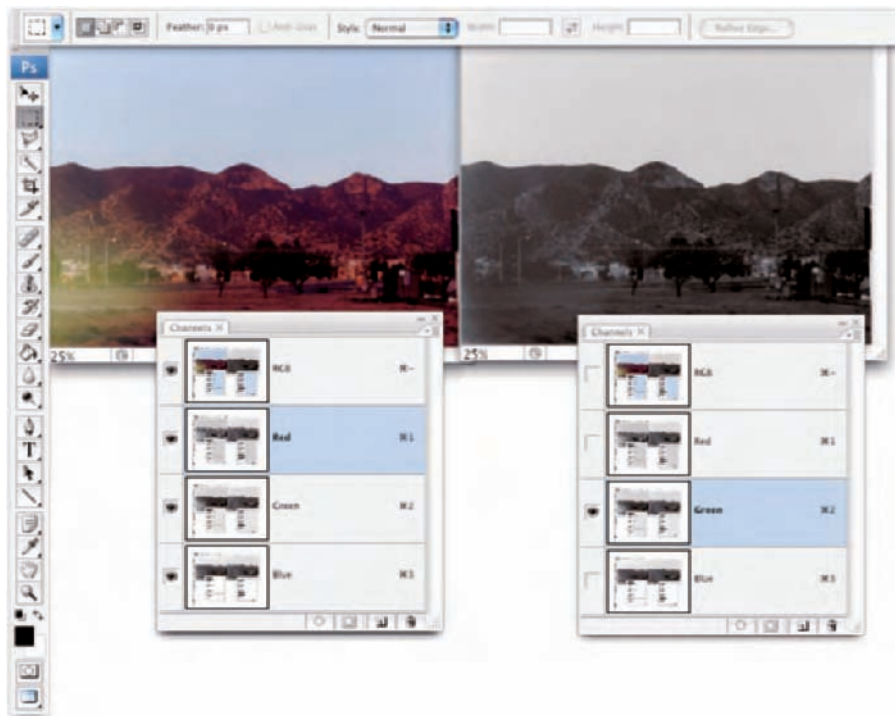 Feather: 0 px Anti-alias Style: Normal Width: Height: Refine Edge...
Ps
T
25%
25%
Channels X
RGB ⌘~
Red ⌘1
Green ⌘2
Blue ⌘3
Channels X
RGB ⌘~
Red ⌘1
Green ⌘2
Blue ⌘3